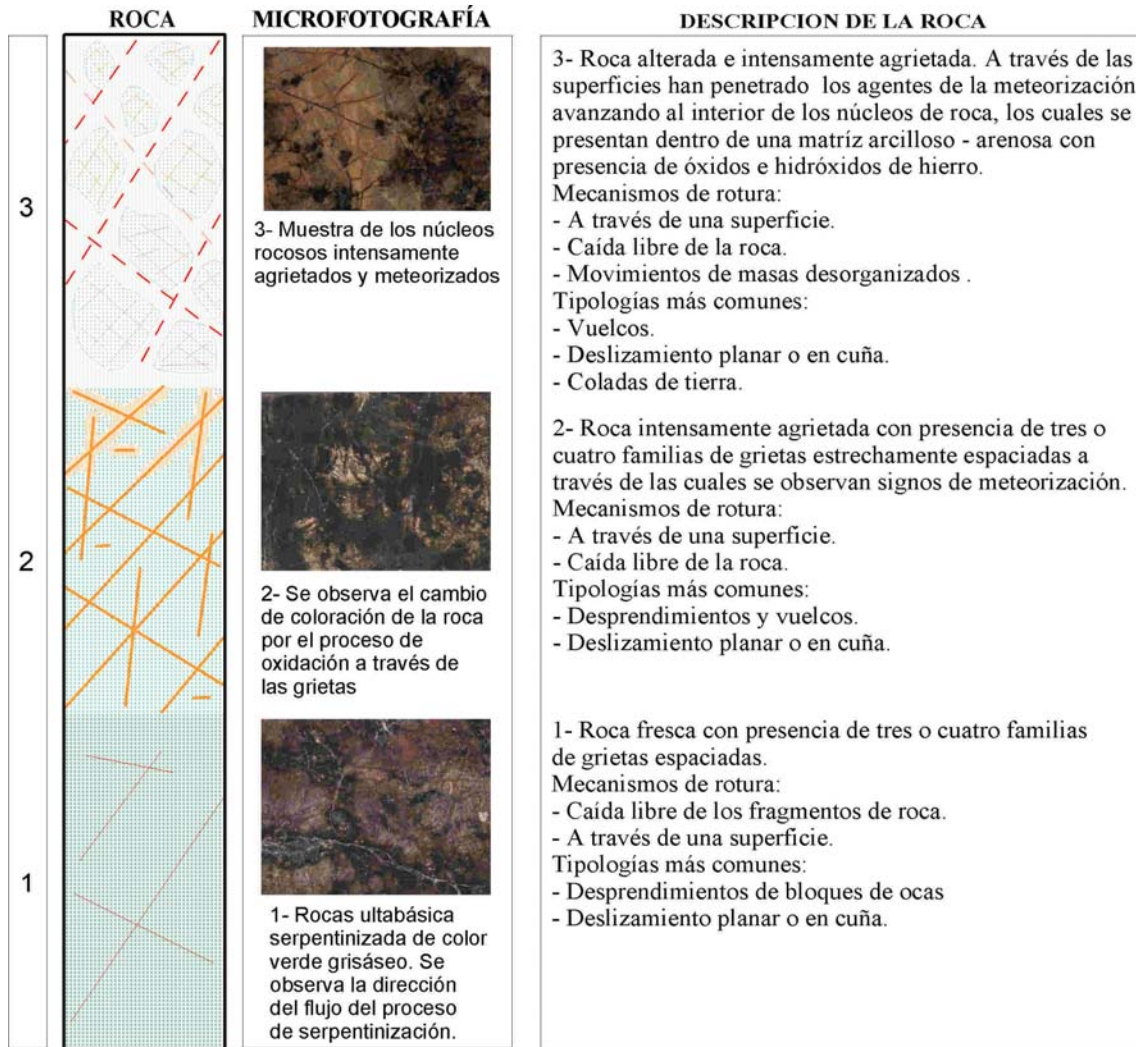 ROCA
MICROFOTOGRAFÍA
DESCRIPCION DE LA ROCA
3
3- Muestra de los núcleos
rocosos intensamente
agrietados y meteorizados
3- Roca alterada e intensamente agrietada. A través de las
superficies han penetrado los agentes de la meteorización
avanzando al interior de los núcleos de roca, los cuales se
presentan dentro de una matríz arcilloso - arenosa con
presencia de óxidos e hidróxidos de hierro.
Mecanismos de rotura:
- A través de una superficie.
- Caída libre de la roca.
- Movimientos de masas desorganizados .
Tipologías más comunes:
- Vuelcos.
- Deslizamiento planar o en cuña.
- Coladas de tierra.
2
2- Se observa el cambio
de coloración de la roca
por el proceso de
oxidación a través de
las grietas
2- Roca intensamente agrietada con presencia de tres o
cuatro familias de grietas estrechamente espaciadas a
través de las cuales se observan signos de meteorización.
Mecanismos de rotura:
- A través de una superficie.
- Caída libre de la roca.
Tipologías más comunes:
- Desprendimientos y vuelcos.
- Deslizamiento planar o en cuña.
1
1- Rocas ultabásica
serpentinizada de color
verde grisáseo. Se
observa la dirección
del flujo del proceso
de serpentinización.
1- Roca fresca con presencia de tres o cuatro familias
de grietas espaciadas.
Mecanismos de rotura:
- Caída libre de los fragmentos de roca.
- A través de una superficie.
Tipologías más comunes:
- Desprendimientos de bloques de ocas
- Deslizamiento planar o en cuña.